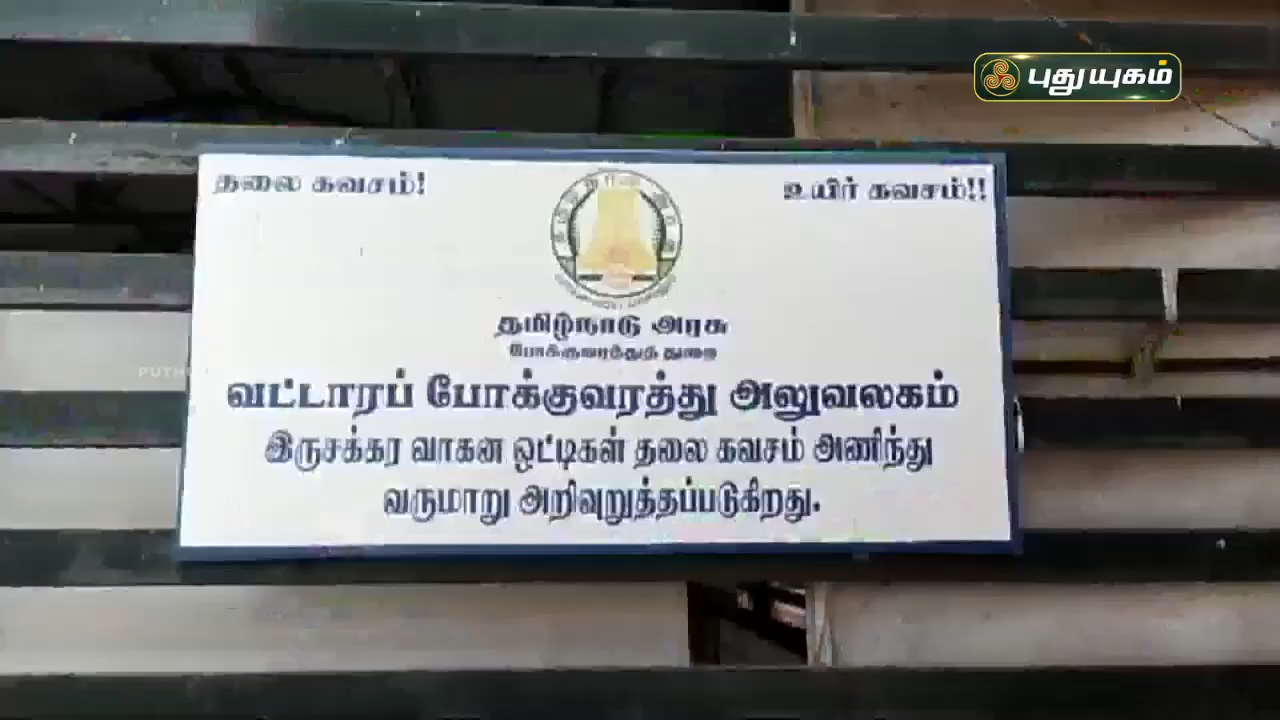 புதுயுகம்
தலை கவசம்! உயிர் கவசம்!!
தமிழ்நாடு அரசு
போக்குவரத்துத் துறை
வட்டாரப் போக்குவரத்து அலுவலகம்
இருசக்கர வாகன ஒட்டிகள் தலை கவசம் அணிந்து
வருமாறு அறிவுறுத்தப்படுகிறது.